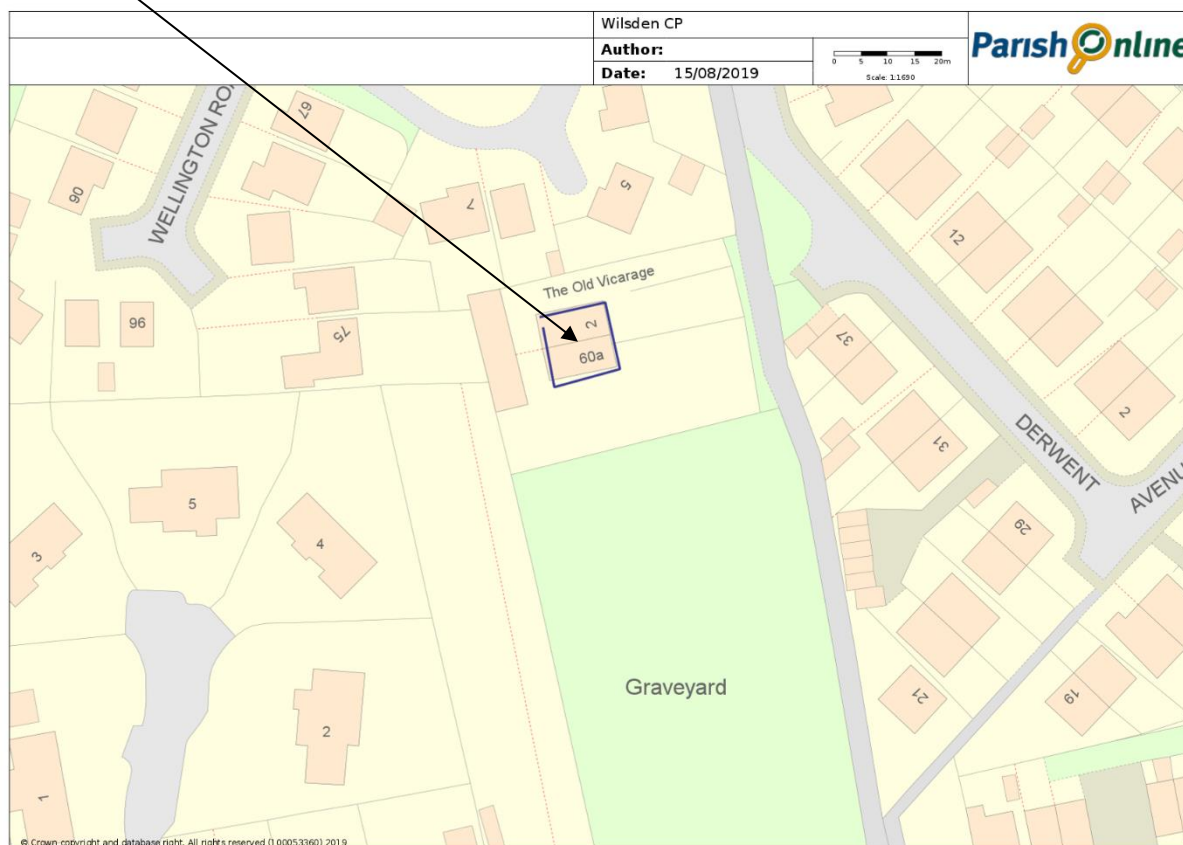 Wilsden CP
Author:
Date: 15/08/2019
0 5 10 15 20m
Scale: 1:1690
Parish Online
WELLINGTON ROA
67
90
7
5
12
The Old Vicarage
2
60a
96
75
37
2
31
DERWENT
AVENU
5
4
3
29
Graveyard
21
19
2
1
© Crown copyright and database right. All rights reserved (100053360) 2019